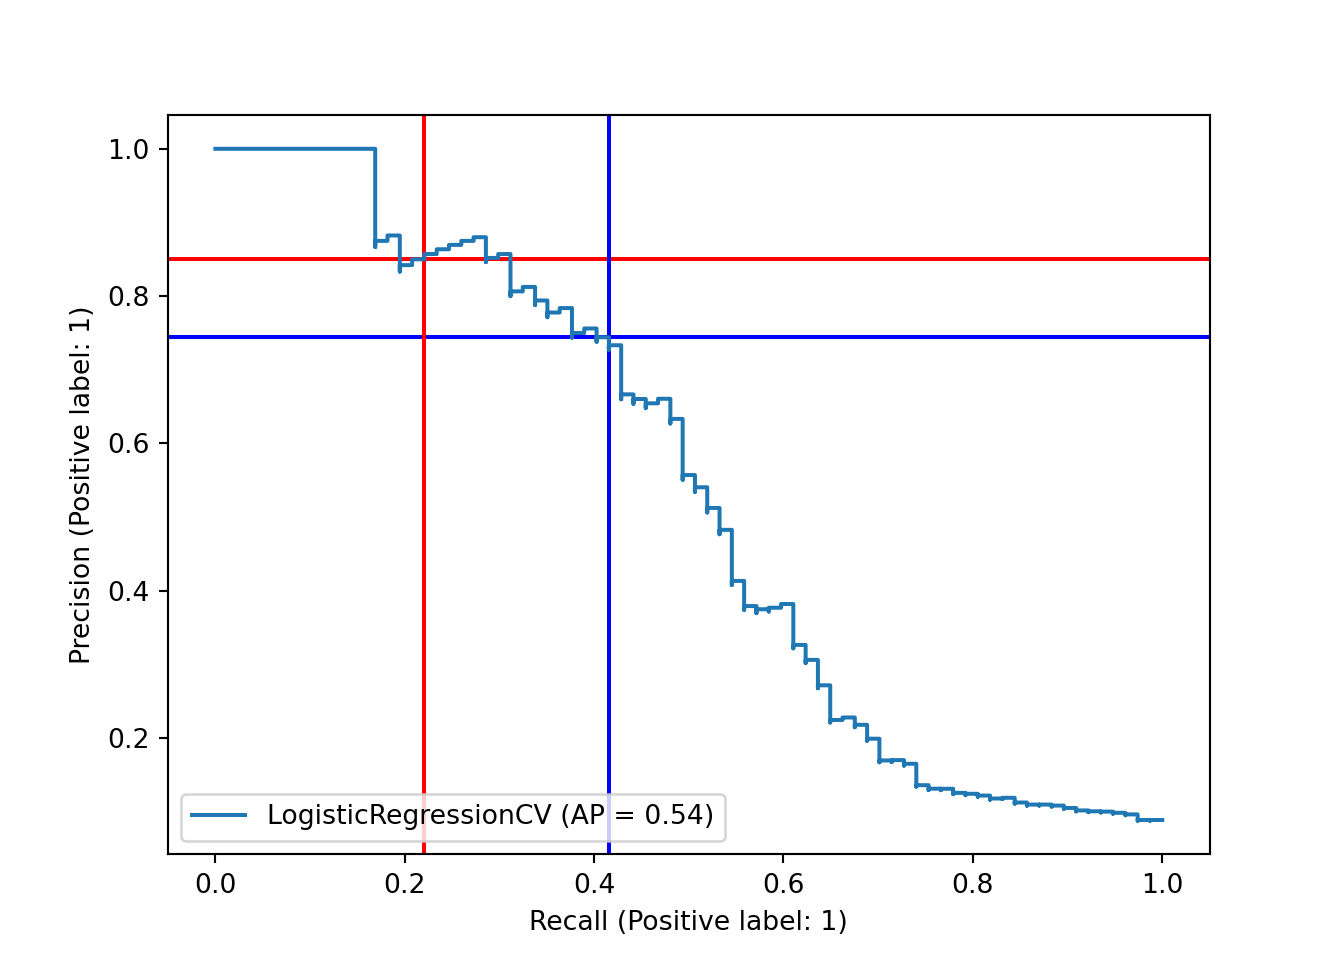 1.0
0.8
0.6
0.4
0.2
Precision (Positive label: 1)
LogisticRegressionCV (AP = 0.54)
0.0 0.2 0.4 0.6 0.8 1.0
Recall (Positive label: 1)